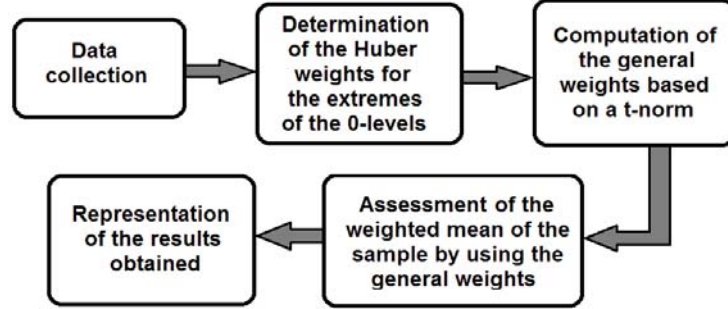 Data
collection
Determination
of the Huber
weights for
the extremes
of the 0-levels
Computation of
the general
weights based
on a t-norm
Assessment of the
weighted mean of the
sample by using the
general weights
Representation
of the results
obtained